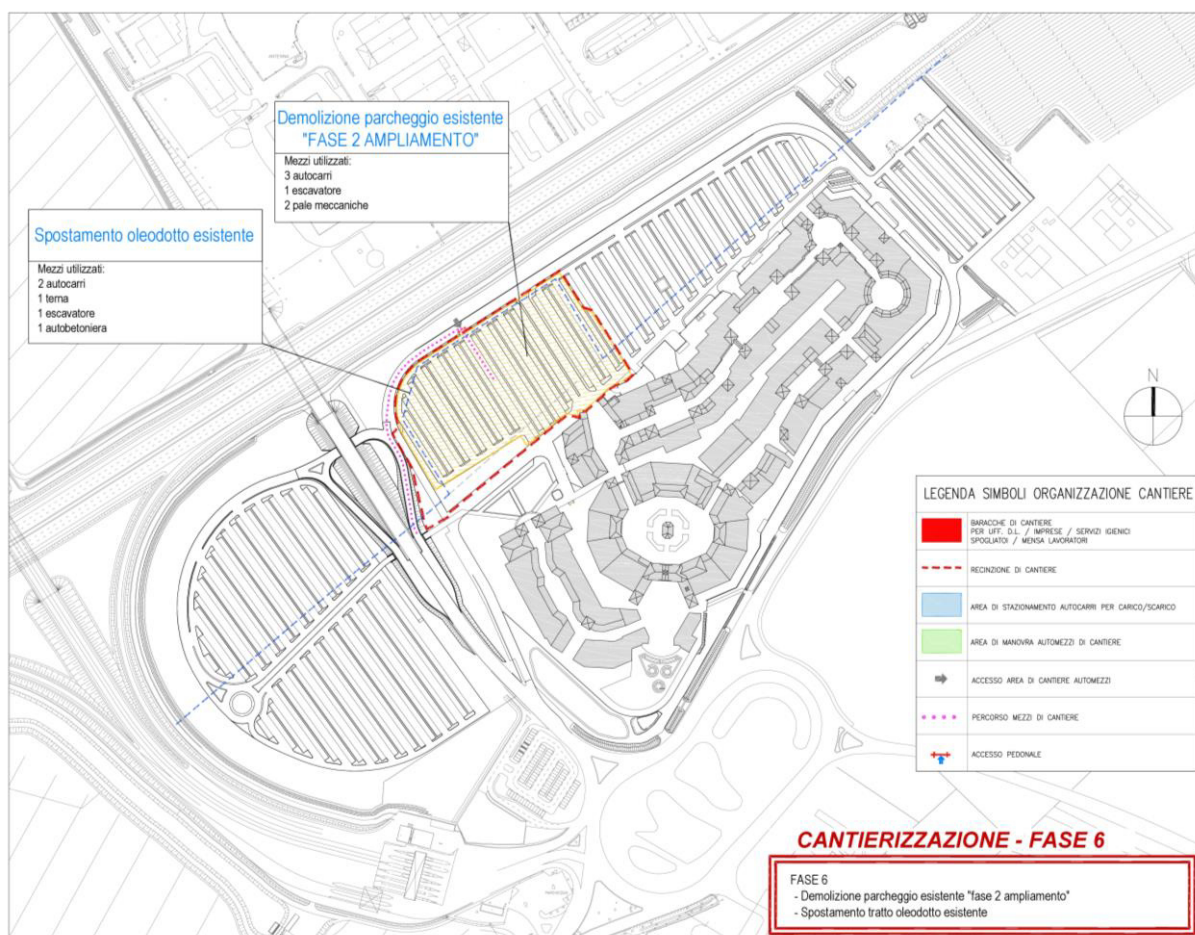 Demolizione parcheggio esistente
"FASE 2 AMPLIAMENTO"
Mezzi utilizzati:
3 autocarri
1 escavatore
2 pale meccaniche
Spostamento oleodotto esistente
Mezzi utilizzati:
2 autocarri
1 terna
1 escavatore
1 autobetoniera
N
LEGENDA SIMBOLI ORGANIZZAZIONE CANTIERE
BARACCHE DI CANTIERE
PER UFF. D.L. / IMPRESE / SERVIZI IGIENICI
SPOGLIATOI / MENSA LAVORATORI
RECINZIONE DI CANTIERE
AREA DI STAZIONAMENTO AUTOCARRI PER CARICO/SCARICO
AREA DI MANOVRA AUTOMEZZI DI CANTIERE
ACCESSO AREA DI CANTIERE AUTOMEZZI
PERCORSO MEZZI DI CANTIERE
ACCESSO PEDONALE
CANTIERIZZAZIONE - FASE 6
FASE 6
- Demolizione parcheggio esistente "fase 2 ampliamento"
- Spostamento tratto oleodotto esistente